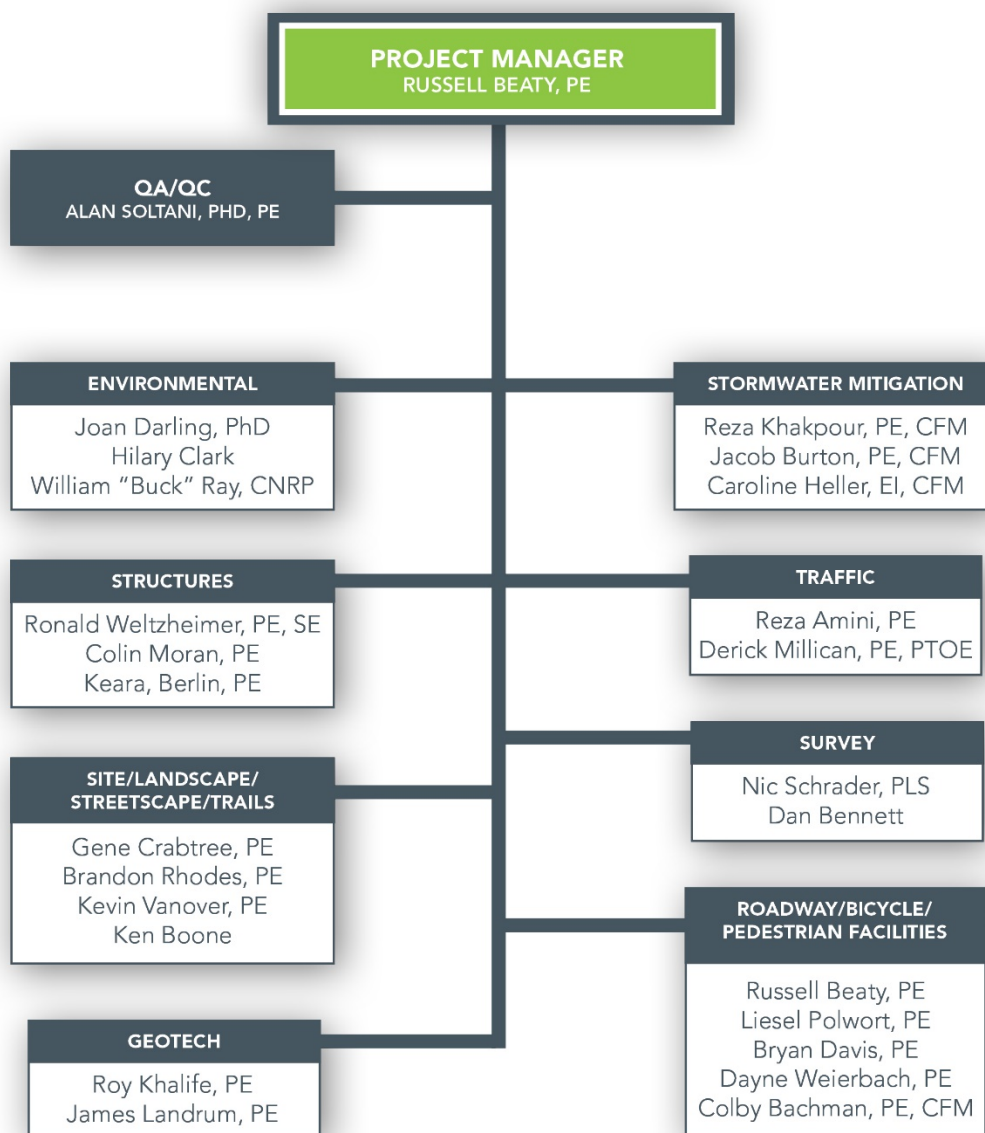 PROJECT MANAGER
RUSSELL BEATY, PE
QA/QC
ALAN SOLTANI, PHD, PE
ENVIRONMENTAL
Joan Darling, PhD
Hilary Clark
William “Buck” Ray, CNRP
STORMWATER MITIGATION
Reza Khakpour, PE, CFM
Jacob Burton, PE, CFM
Caroline Heller, EI, CFM
STRUCTURES
Ronald Weltzheimer, PE, SE
Colin Moran, PE
Keara, Berlin, PE
TRAFFIC
Reza Amini, PE
Derick Millican, PE, PTOE
SITE/LANDSCAPE/
STREETSCAPE/TRAILS
Gene Crabtree, PE
Brandon Rhodes, PE
Kevin Vanover, PE
Ken Boone
SURVEY
Nic Schrader, PLS
Dan Bennett
ROADWAY/BICYCLE/
PEDESTRIAN FACILITIES
Russell Beaty, PE
Liesel Polwort, PE
Bryan Davis, PE
Dayne Weierbach, PE
Colby Bachman, PE, CFM
GEOTECH
Roy Khalife, PE
James Landrum, PE